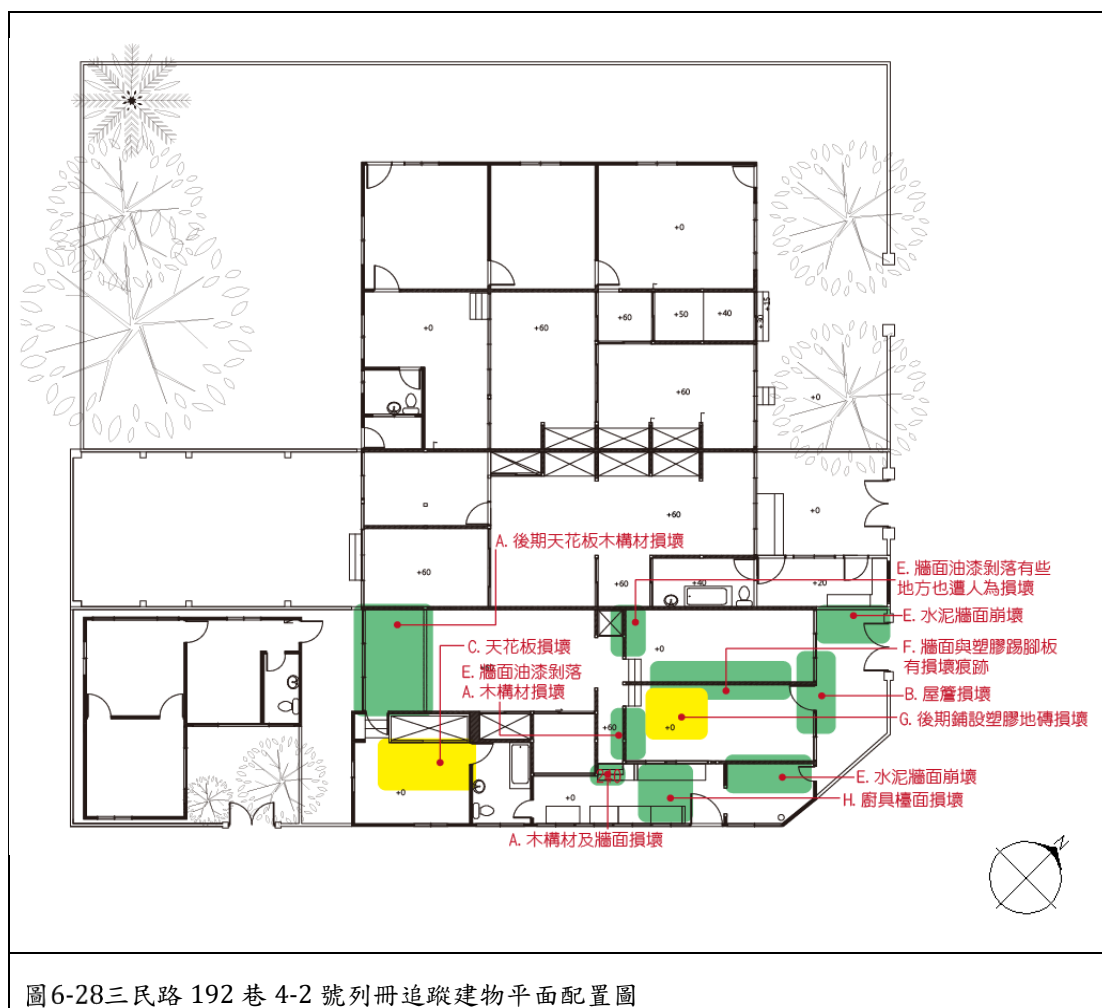 +0
+60
+50
+40
+15
+30
+0
+60
+0
+60
+0
+60
A. 後期天花板木構材損壞
+60
+60
+40
+20
E. 牆面油漆剝落有些
地方也遭人為損壞
E. 水泥牆面崩壞
C. 天花板損壞
+0
F. 牆面與塑膠踢腳板
有損壞痕跡
E. 牆面油漆剝落
A. 木構材損壞
B. 屋簷損壞
G. 後期鋪設塑膠地磚損壞
+60
+0
E. 水泥牆面崩壞
H. 廚具檯面損壞
+0
+0
A. 木構材及牆面損壞
N
圖6-28三民路 192 巷 4-2 號列冊追蹤建物平面配置圖